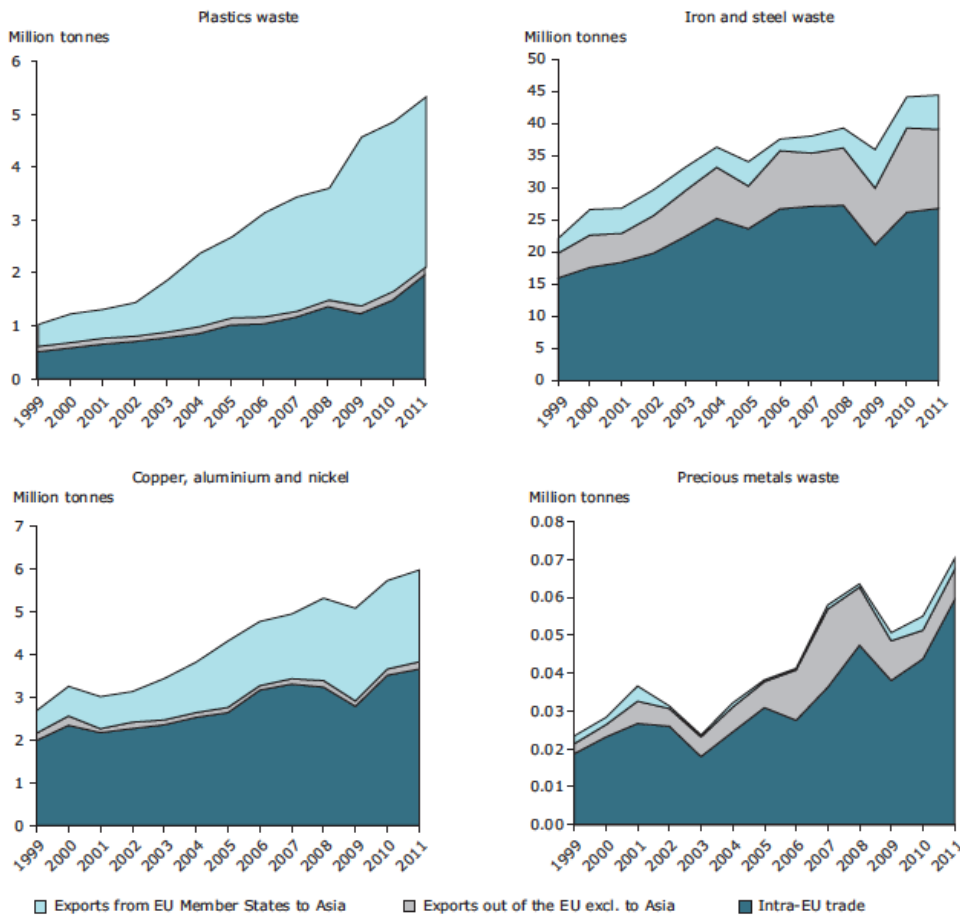 Plastics waste
Million tonnes
6
5
4
3
2
1
0
1999 2000 2001 2002 2003 2004 2005 2006 2007 2008 2009 2010 2011
Iron and steel waste
Million tonnes
50
45
40
35
30
25
20
15
10
5
0
1999 2000 2001 2002 2003 2004 2005 2006 2007 2008 2009 2010 2011
Copper, aluminium and nickel
Million tonnes
7
6
5
4
3
2
1
0
1999 2000 2001 2002 2003 2004 2005 2006 2007 2008 2009 2010 2011
Precious metals waste
Million tonnes
0.08
0.07
0.06
0.05
0.04
0.03
0.02
0.01
0.00
1999 2000 2001 2002 2003 2004 2005 2006 2007 2008 2009 2010 2011
Exports from EU Member States to Asia Exports out of the EU excl. to Asia Intra-EU trade